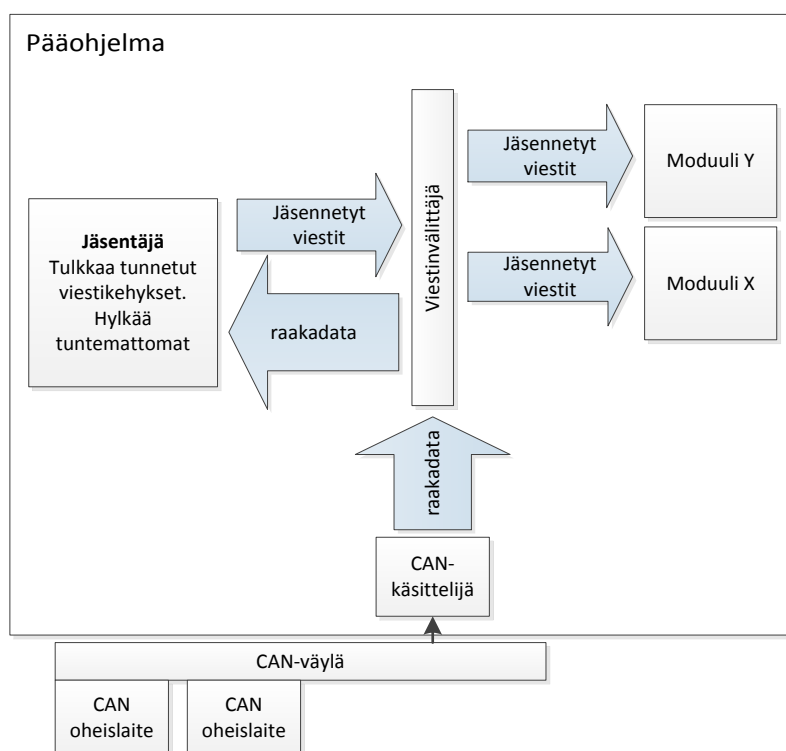 Pääohjelma
Jäsentäjä
Tulkkaa tunnetut
viestikehykset.
Hylkää
tuntemattomat
Jäsennetyt
viestit
raakadata
Viestinvälittäjä
Jäsennetyt
viestit
Moduuli Y
Jäsennetyt
viestit
Moduuli X
raakadata
CAN-
käsittelijä
CAN-väylä
CAN
oheislaite
CAN
oheislaite